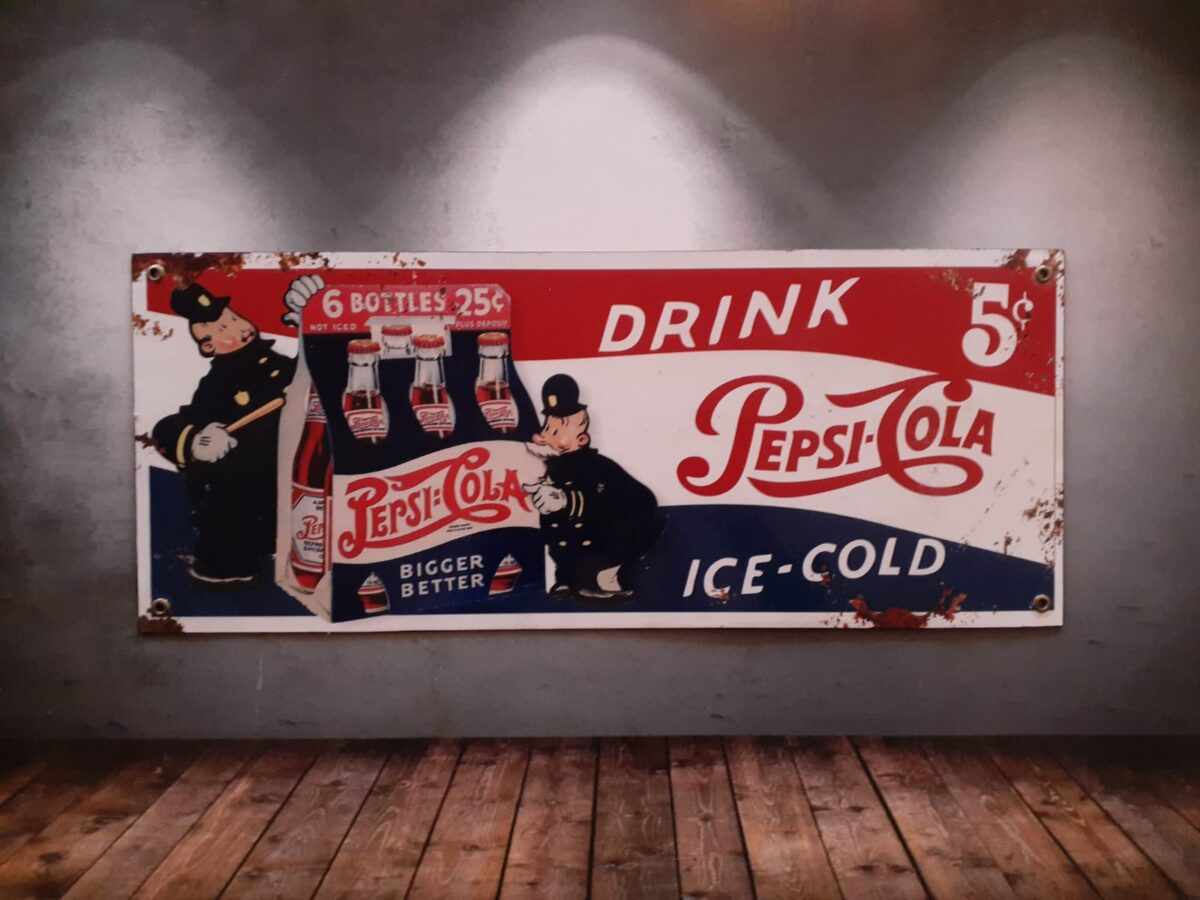 6 BOTTLES 25¢
NOT ICED PLUS DEPOSIT
PEPSI=COLA
BIGGER
BETTER
DRINK
5¢
PEPSI-COLA
ICE-COLD